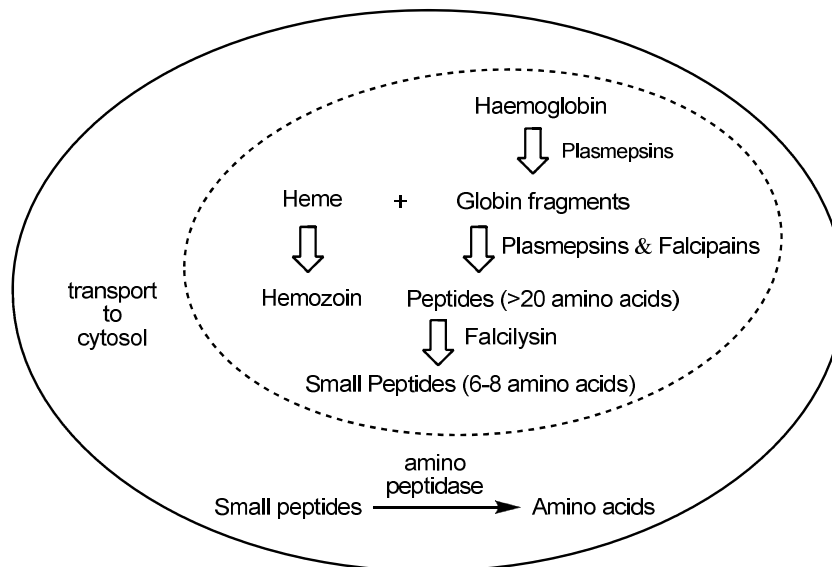 Haemoglobin
Plasmepsins
Heme + Globin fragments
Plasmepsins & Falcipains
Hemozoin Peptides (>20 amino acids)
transport
to
cytosol
Falcilysin
Small Peptides (6-8 amino acids)
amino
peptidase
Small peptides Amino acids